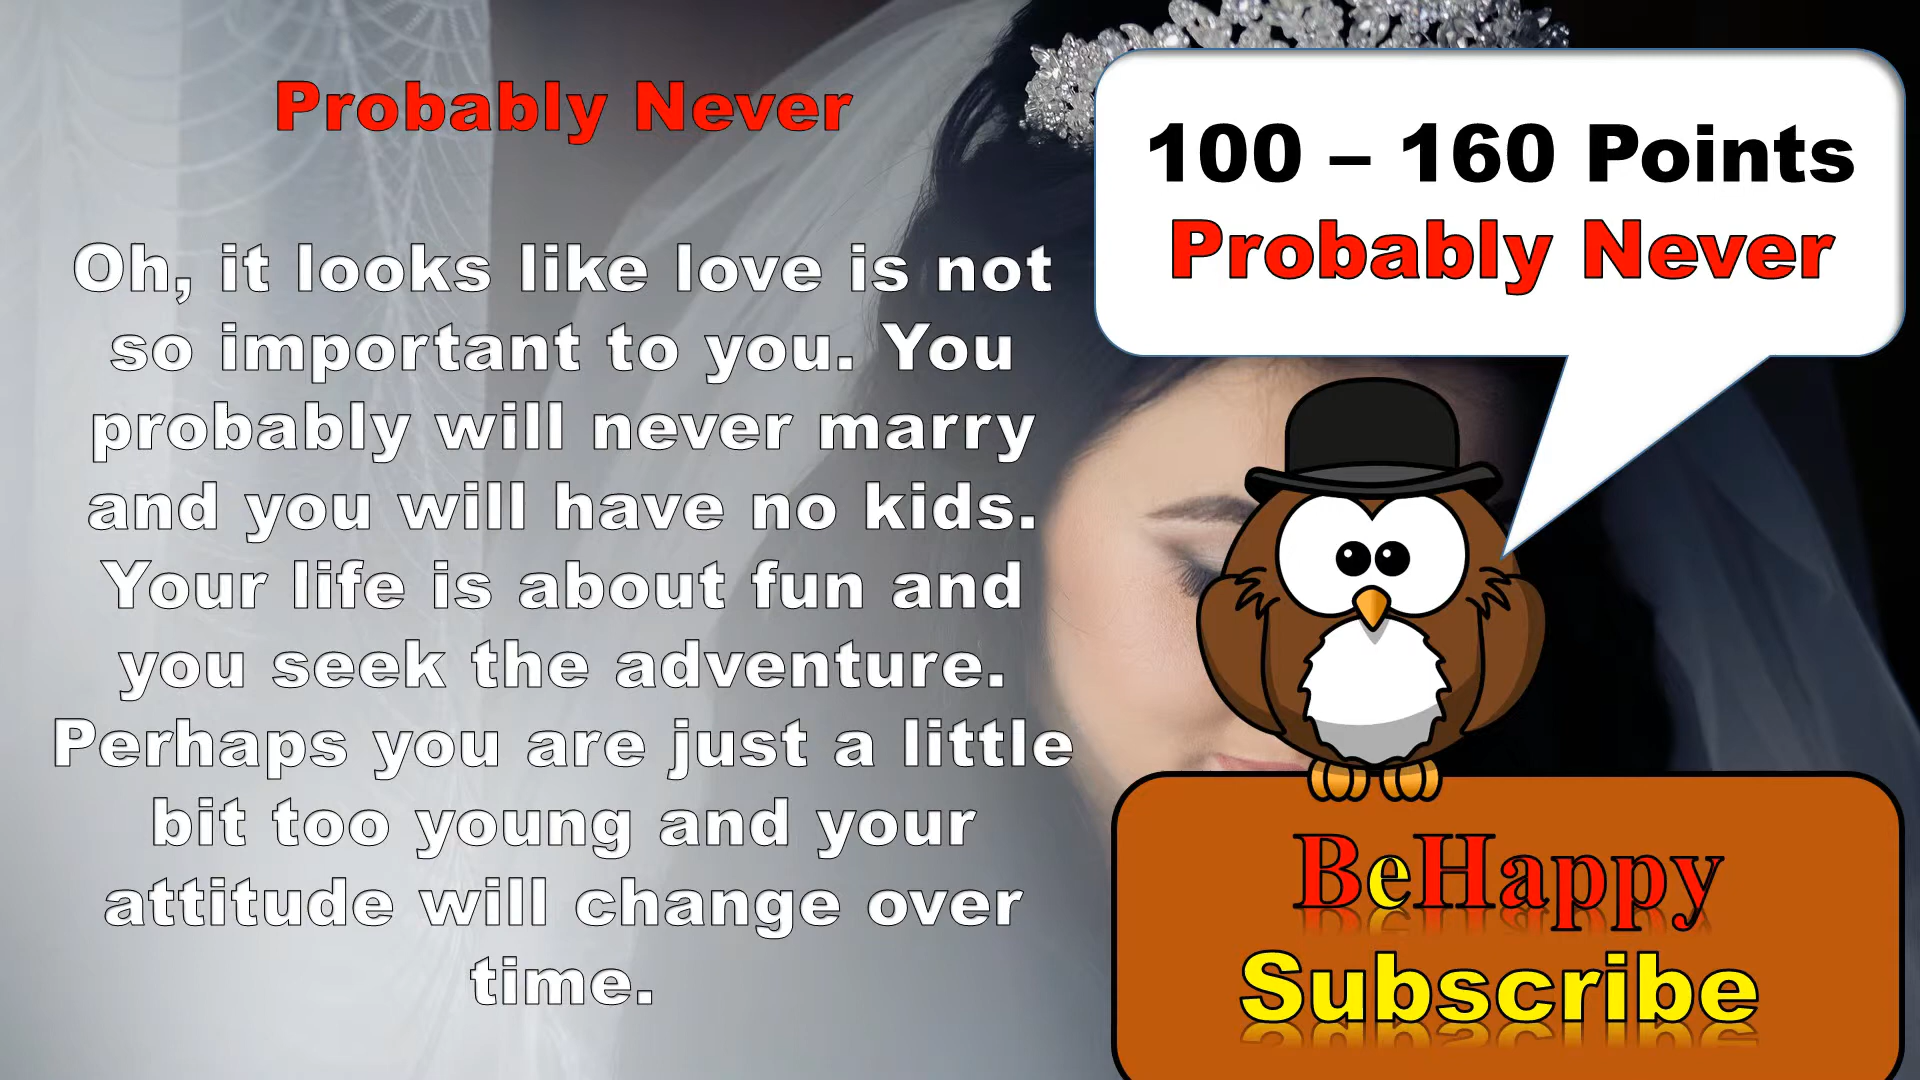 Probably Never
Oh, it looks like love is not
so important to you. You
probably will never marry
and you will have no kids.
Your life is about fun and
you seek the adventure.
Perhaps you are just a little
bit too young and your
attitude will change over
time.
100 – 160 Points
Probably Never
BeHappy
Subscribe